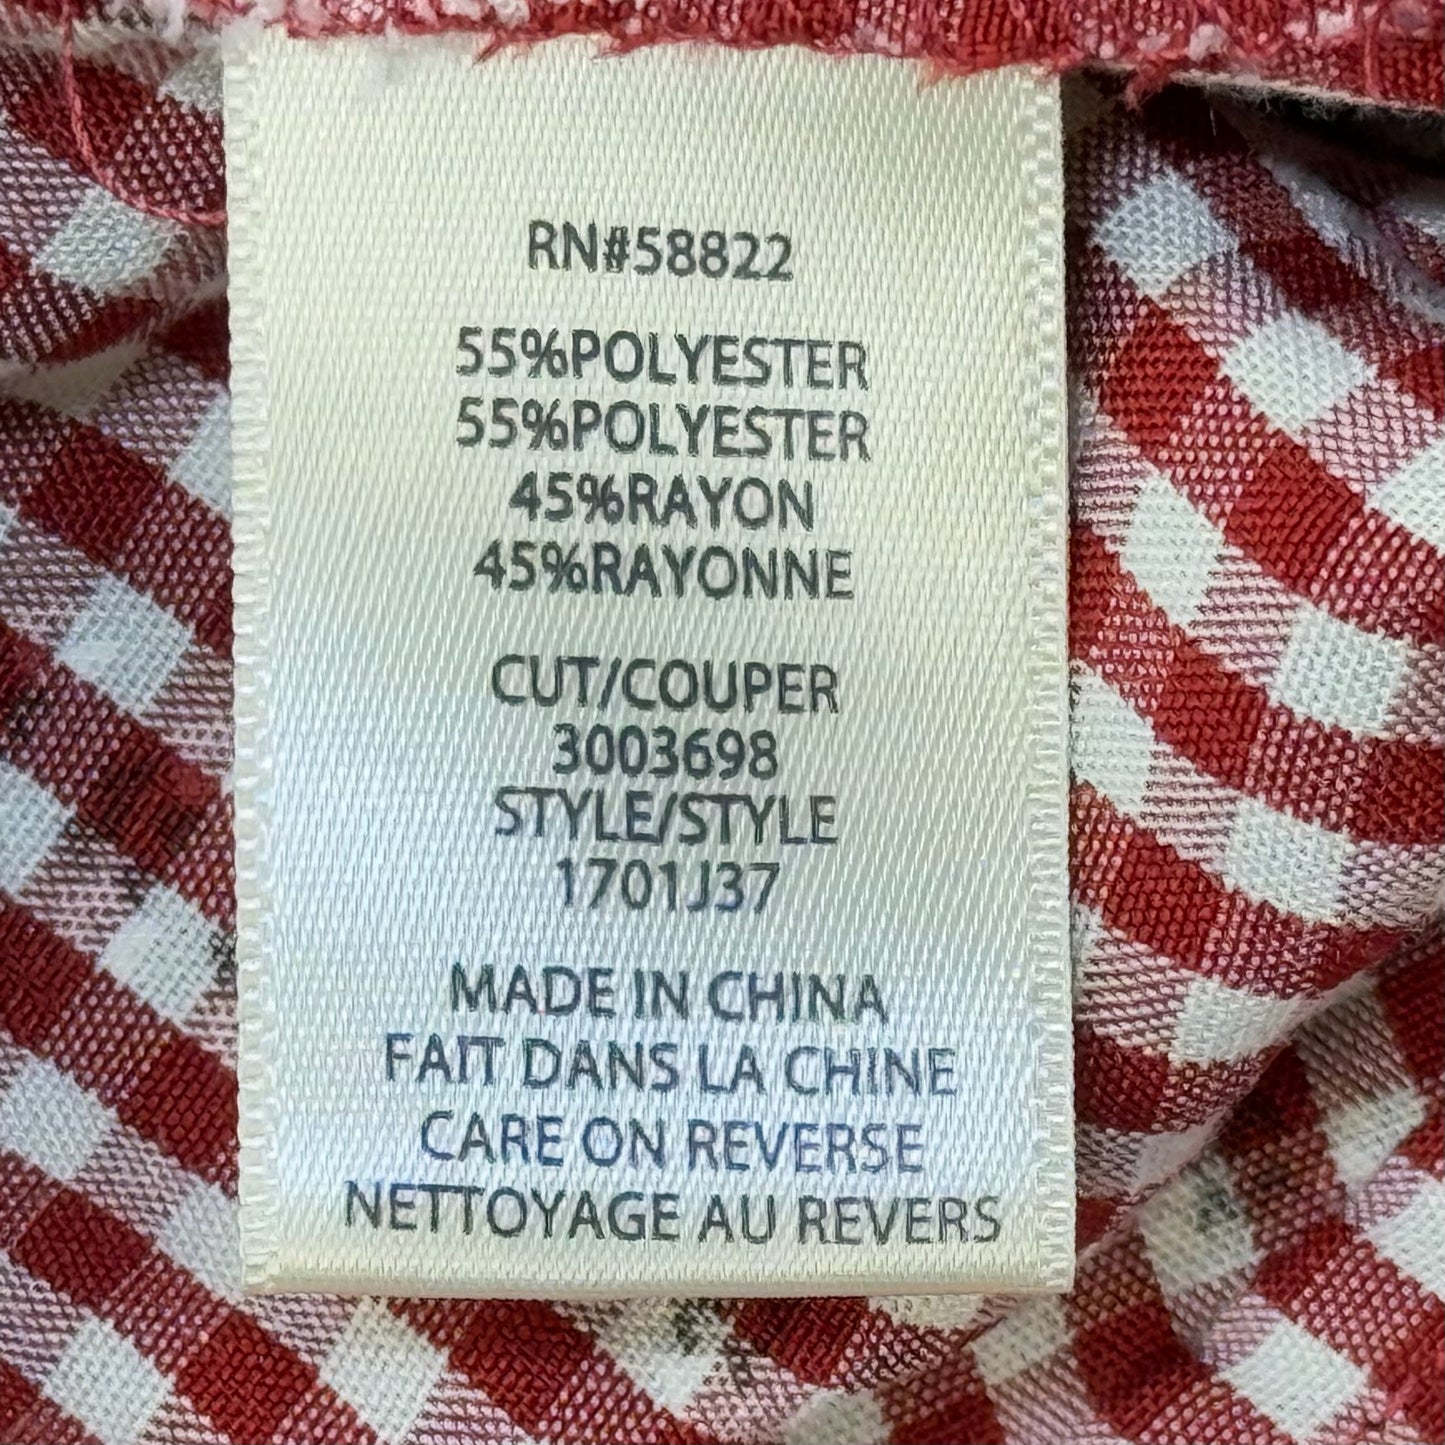 RN#58822
55%POLYESTER
55%POLYESTER
45%RAYON
45%RAYONNE
CUT/COUPER
3003698
STYLE/STYLE
1701J37
MADE IN CHINA
FAIT DANS LA CHINE
CARE ON REVERSE
NETTOYAGE AU REVERS